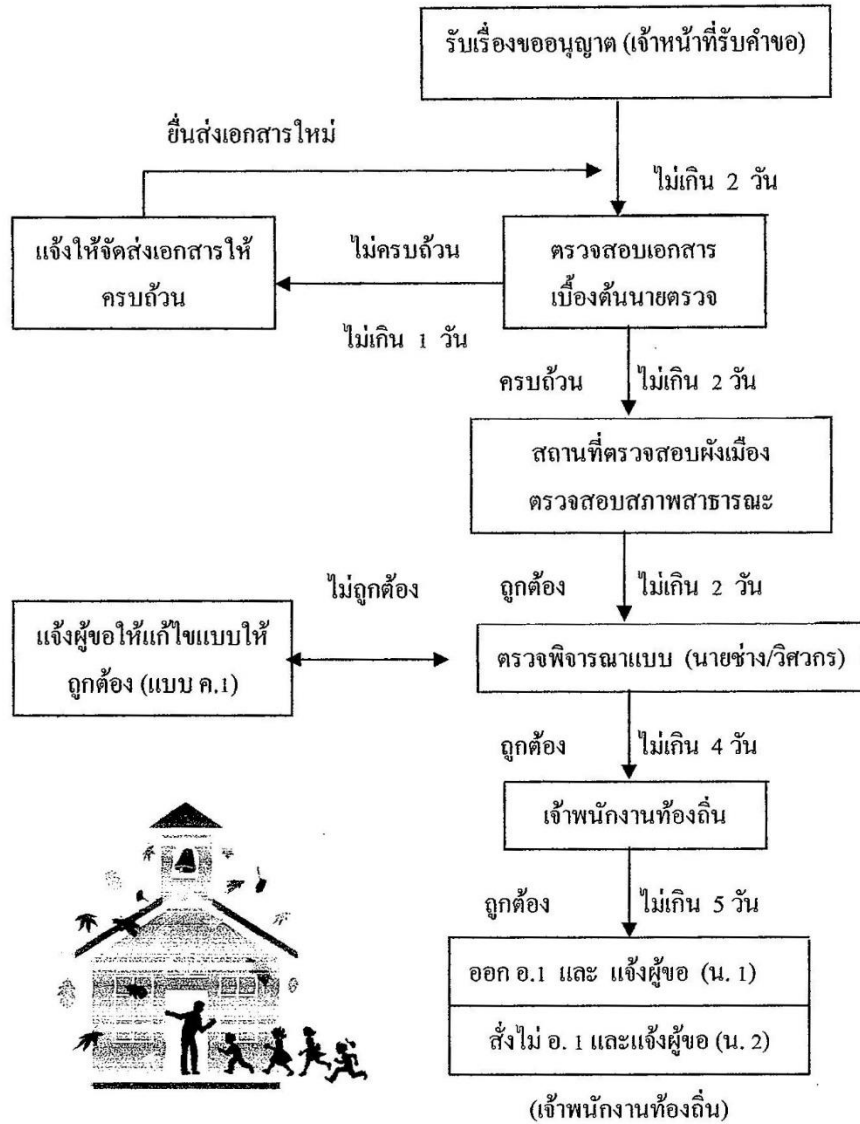 รับเรื่องขออนุญาต (เจ้าหน้าที่รับคำขอ)
ยื่นส่งเอกสารใหม่
ไม่เกิน 2 วัน
แจ้งให้จัดส่งเอกสารให้
ครบถ้วน
ไม่ครบถ้วน
ไม่เกิน 1 วัน
ตรวจสอบเอกสาร
เบื้องต้นนายตรวจ
ครบถ้วน ไม่เกิน 2 วัน
สถานที่ตรวจสอบผังเมือง
ตรวจสอบสภาพสาธารณะ
ไม่ถูกต้อง
ถูกต้อง ไม่เกิน 2 วัน
แจ้งผู้ขอให้แก้ไขแบบให้
ถูกต้อง (แบบ ค.1)
ตรวจพิจารณาแบบ (นายช่าง/วิศวกร)
ถูกต้อง ไม่เกิน 4 วัน
เจ้าพนักงานท้องถิ่น
ถูกต้อง ไม่เกิน 5 วัน
ออก อ.1 และ แจ้งผู้ขอ (น. 1)
สั่งไม่ อ. 1 และแจ้งผู้ขอ (น. 2)
(เจ้าพนักงานท้องถิ่น)